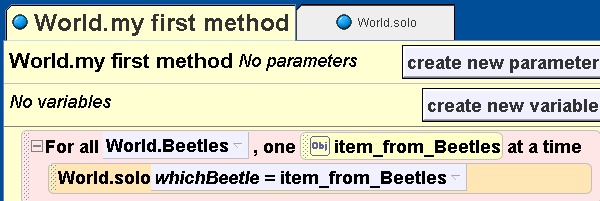 World.my first method World.solo
World.my first method No parameters create new parameter
No variables create new variable
For all World.Beetles , one Obj item_from_Beetles at a time
World.solo whichBeetle = item_from_Beetles